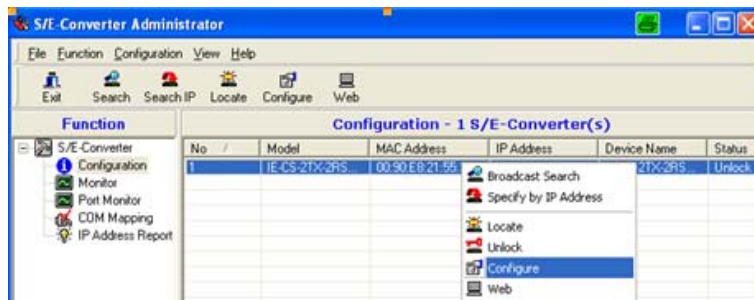 S/E-Converter Administrator
File Function Configuration View Help
Exit Search Search IP Locate Configure Web
Function
Configuration - 1 S/E-Converter(s)
S/E-Converter
Configuration
Monitor
Port Monitor
COM Mapping
IP Address Report
No / Model MAC Address IP Address Device Name Status
1 IE-CS-2TX-2RS... 00:90:E8:21:55 2TX-2RS... Unlock
Broadcast Search
Specify by IP Address
Locate
Unlock
Configure
Web